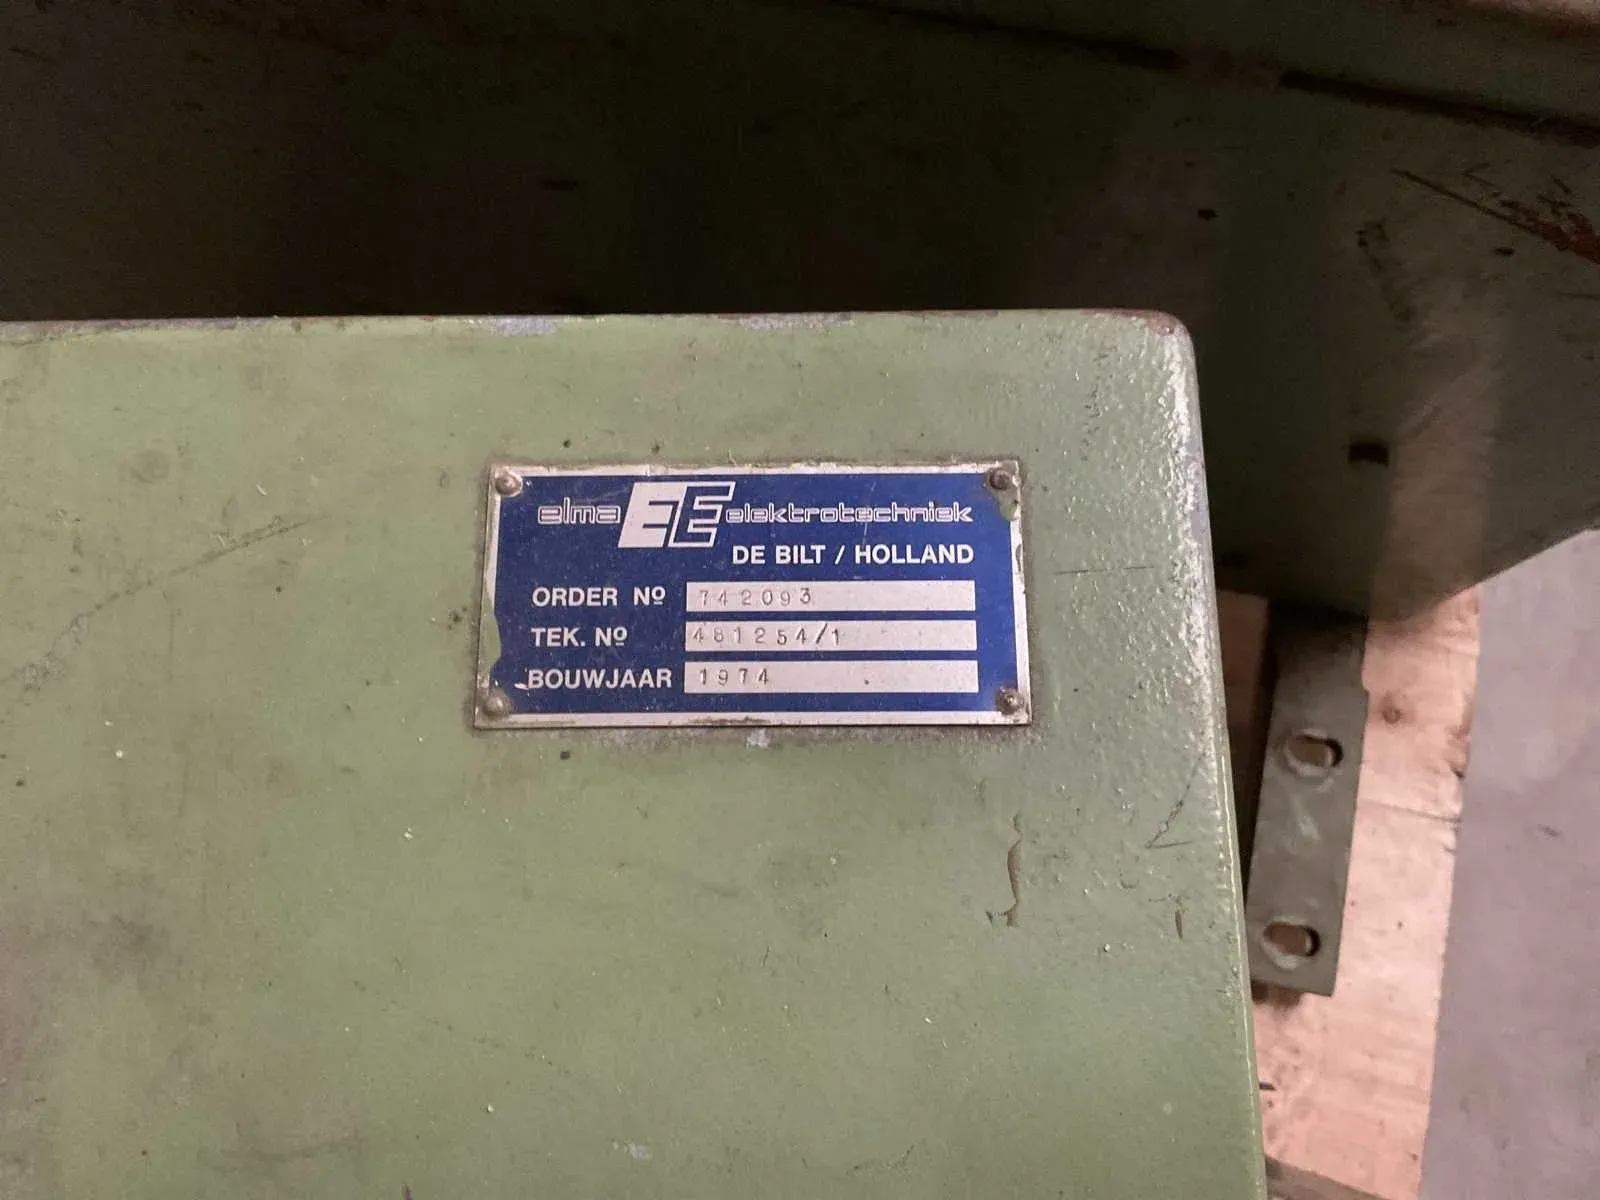 elma EE elektrotechniek
DE BILT / HOLLAND
ORDER Nº 742093
TEK. Nº 481254/1
BOUWJAAR 1974